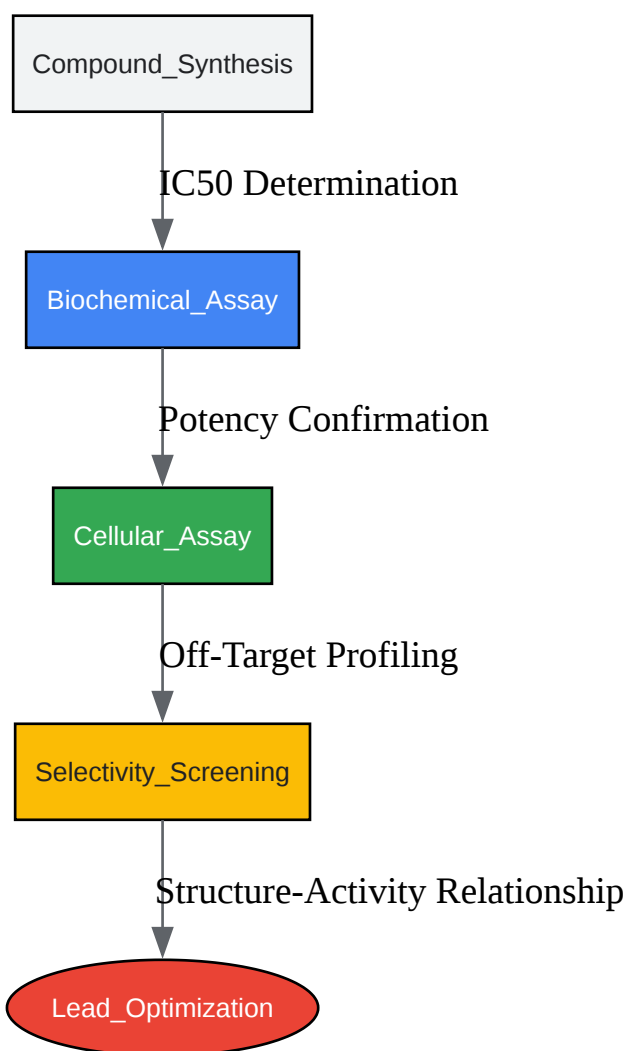 Compound_Synthesis
IC50 Determination
Biochemical_Assay
Potency Confirmation
Cellular_Assay
Off-Target Profiling
Selectivity_Screening
Structure-Activity Relationship
Lead_Optimization